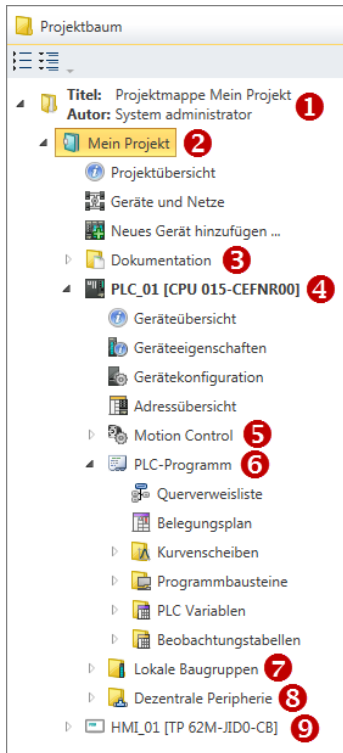 Projektbaum
Titel: Projektmappe Mein Projekt
Autor: System administrator
1
Mein Projekt 2
Projektübersicht
Geräte und Netze
Neues Gerät hinzufügen ...
Dokumentation 3
PLC_01 [CPU 015-CEFNR00] 4
Geräteübersicht
Geräteeigenschaften
Gerätekonfiguration
Adressübersicht
Motion Control 5
PLC-Programm 6
Querverweisliste
Belegungsplan
Kurvenscheiben
Programmbausteine
PLC Variablen
Beobachtungstabellen
Lokale Baugruppen 7
Dezentrale Peripherie 8
HMI_01 [TP 62M-JID0-CB] 9